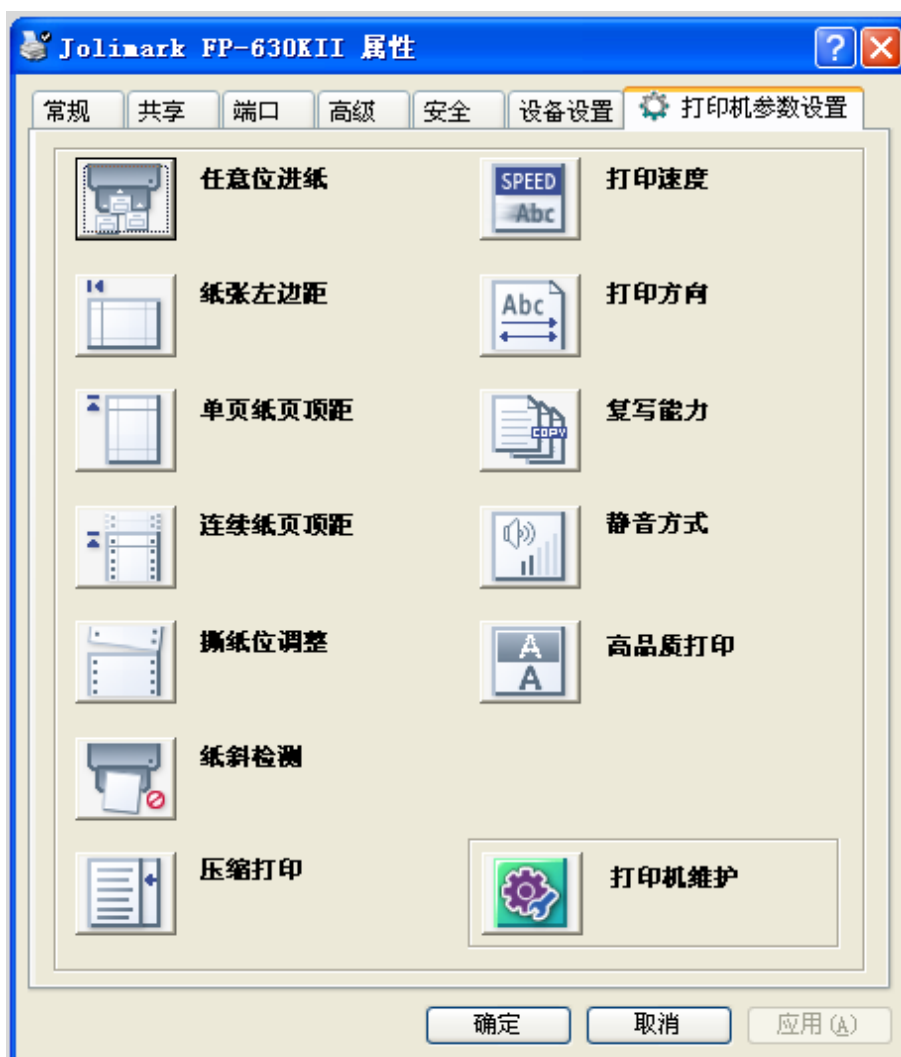 Jolimark FP-630KII 属性
常规 共享 端口 高级 安全 设备设置 打印机参数设置
任意位进纸
SPEED
Abc
打印速度
纸张左边距
Abc
打印方向
单页纸页顶距
COPY
复写能力
连续纸页顶距
静音方式
撕纸位调整
A
A
高品质打印
纸斜检测
压缩打印
打印机维护
确定 取消 应用(A)